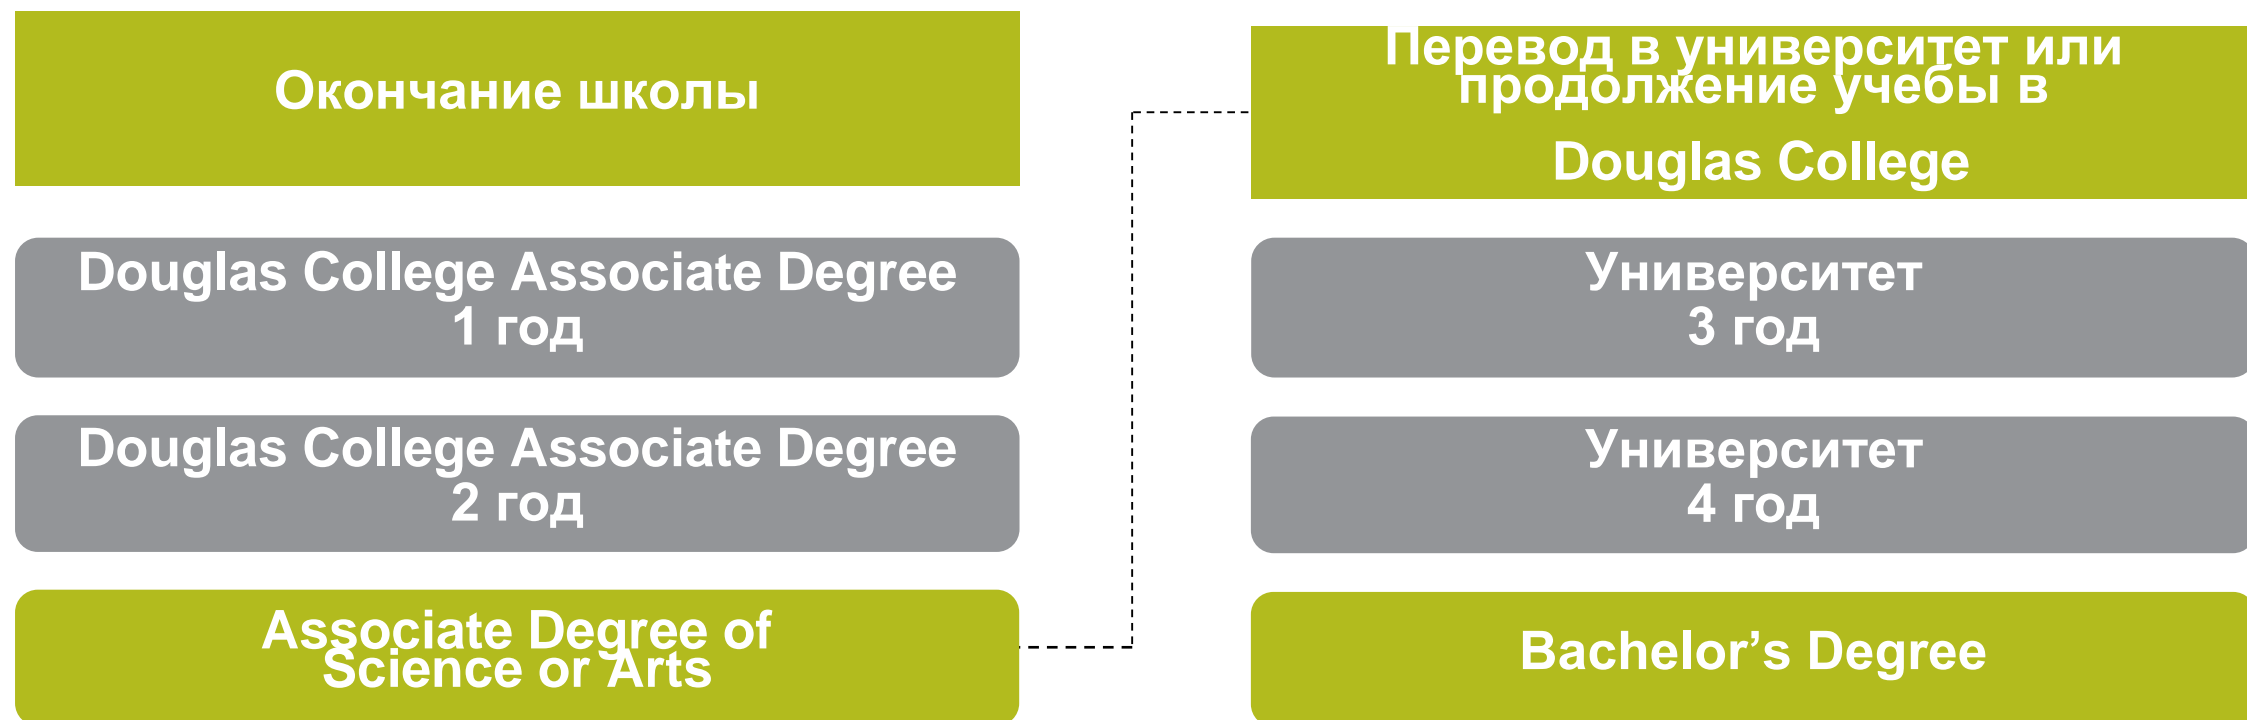 Окончание школы
Douglas College Associate Degree
1 год
Douglas College Associate Degree
2 год
Associate Degree of
Science or Arts
Перевод в университет или
продолжение учебы в
Douglas College
Университет
3 год
Университет
4 год
Bachelor’s Degree